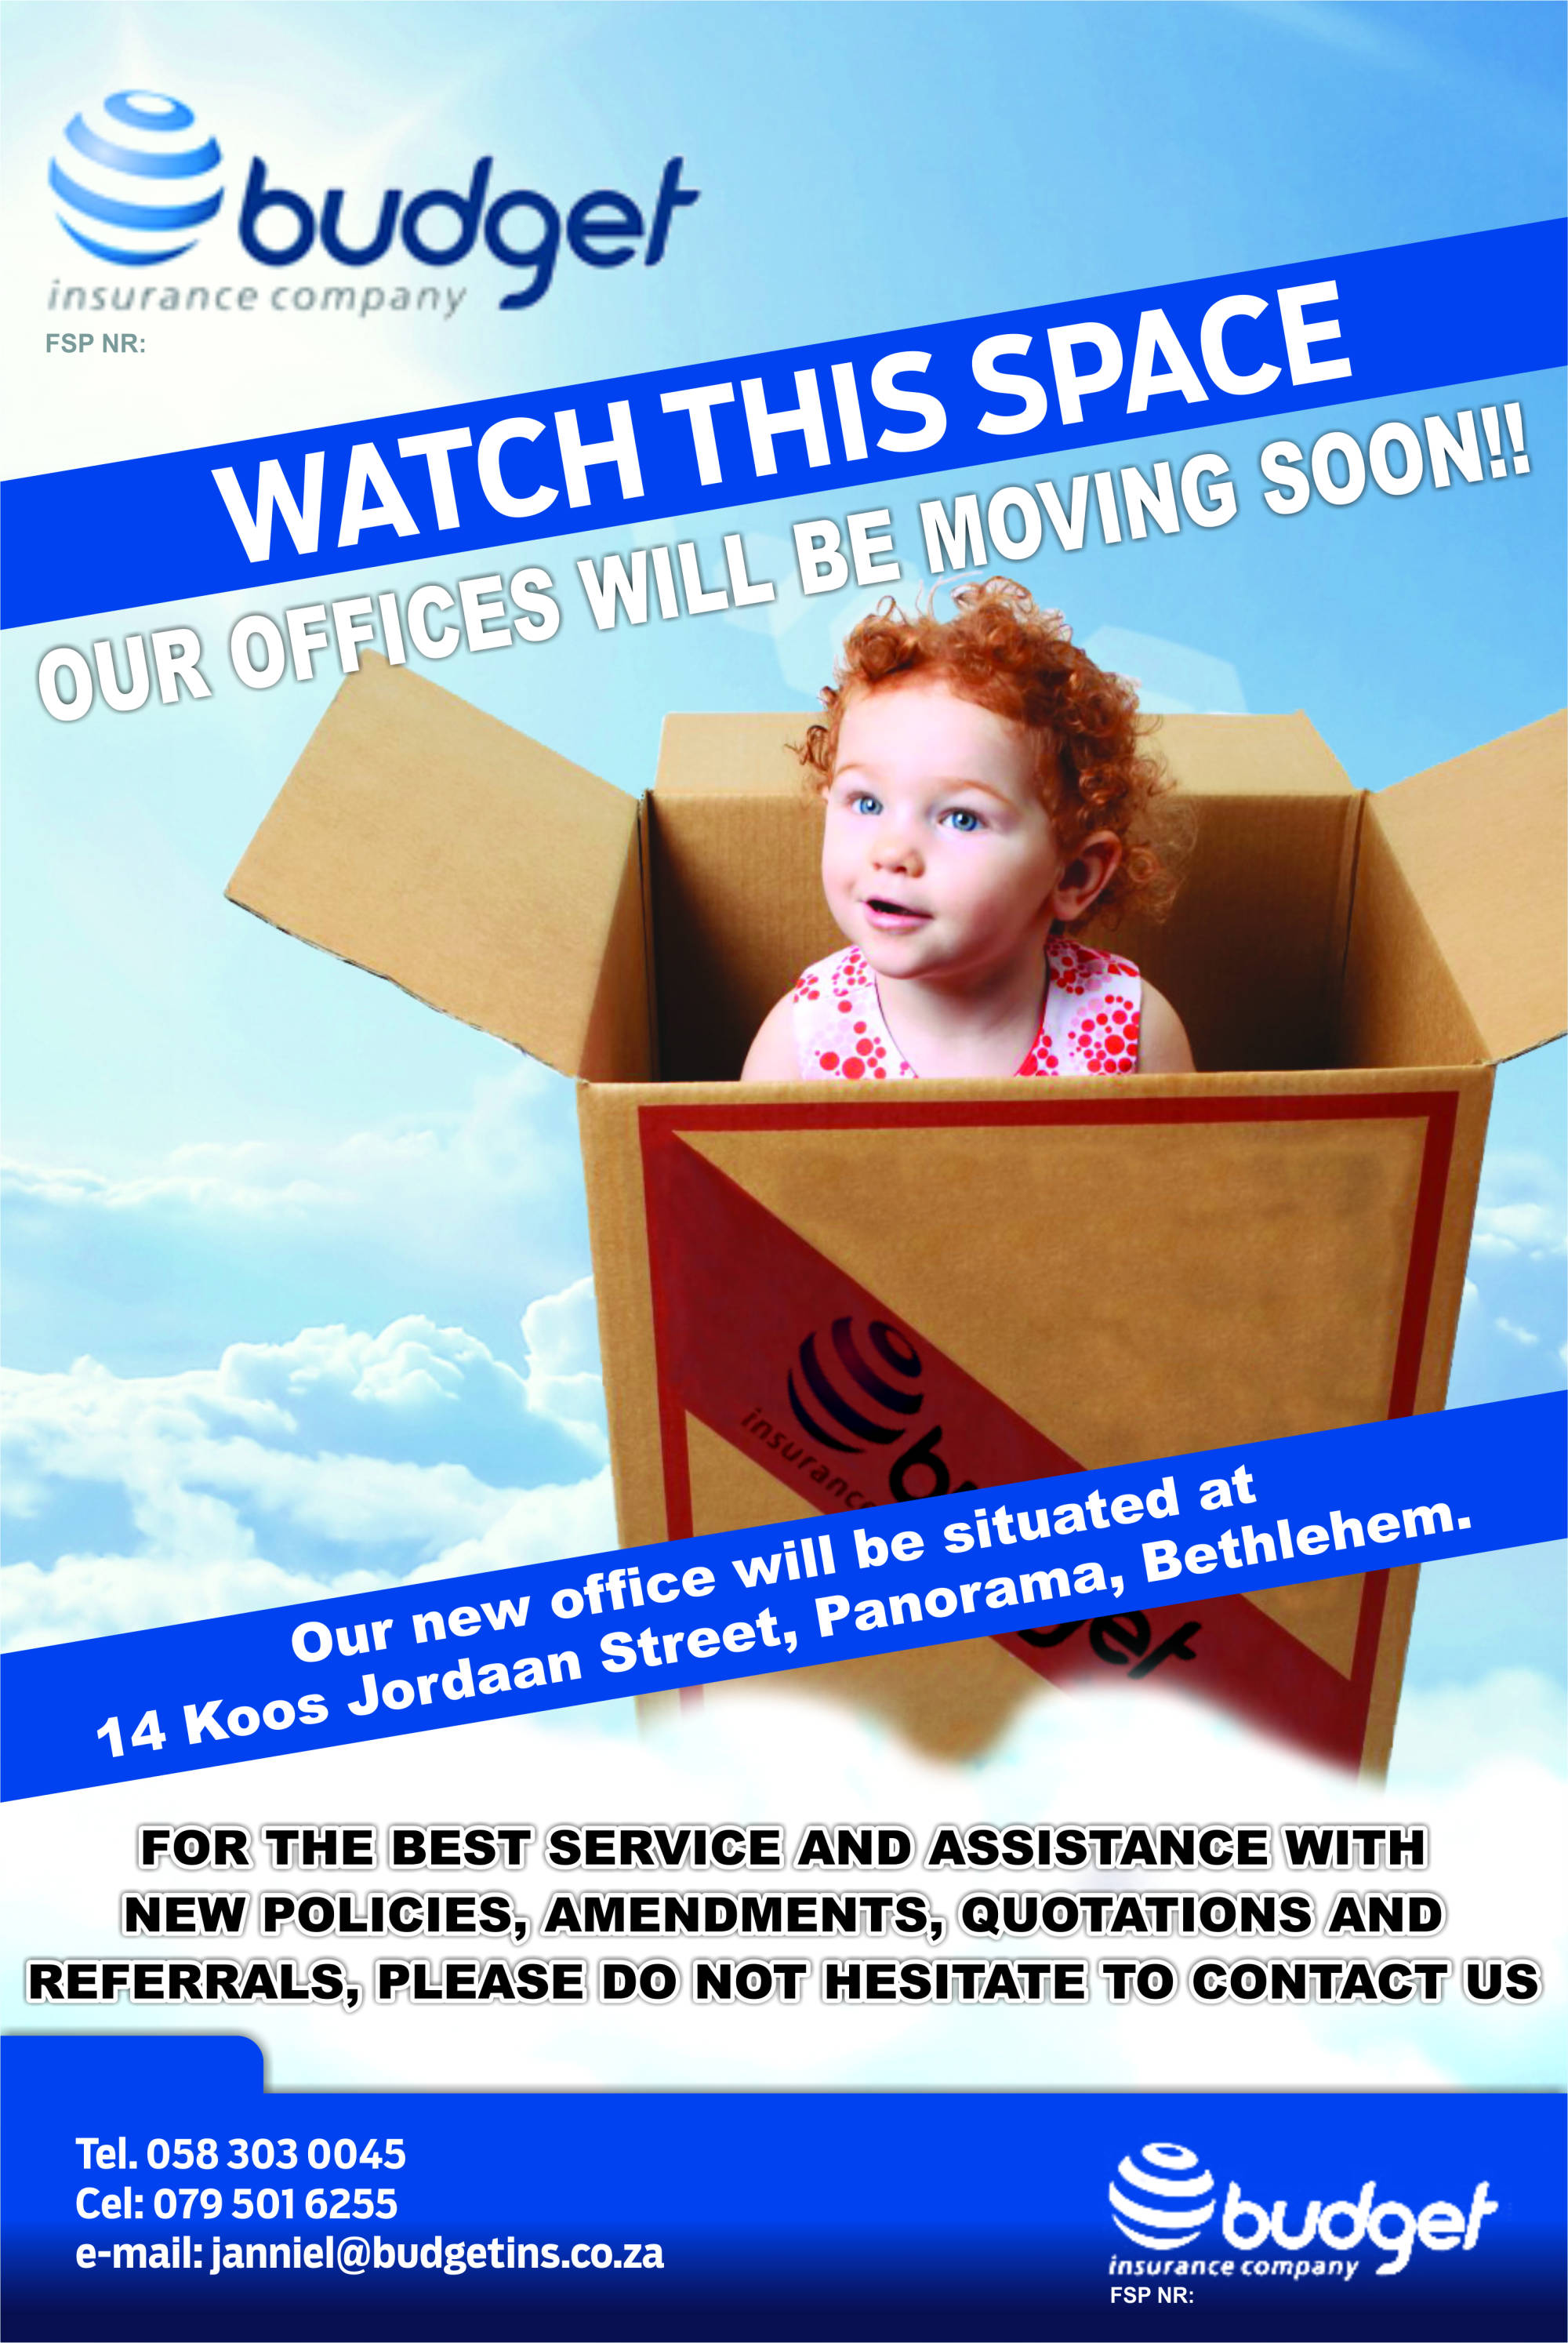 budget
insurance company
FSP NR:
WATCH THIS SPACE
OUR OFFICES WILL BE MOVING SOON!!
insurance
b
get
Our new office will be situated at
14 Koos Jordaan Street, Panorama, Bethlehem.
FOR THE BEST SERVICE AND ASSISTANCE WITH
NEW POLICIES, AMENDMENTS, QUOTATIONS AND
REFERRALS, PLEASE DO NOT HESITATE TO CONTACT US
Tel. 058 303 0045
Cel: 079 501 6255
e-mail: janniel@budgetins.co.za
budget
insurance company
FSP NR: